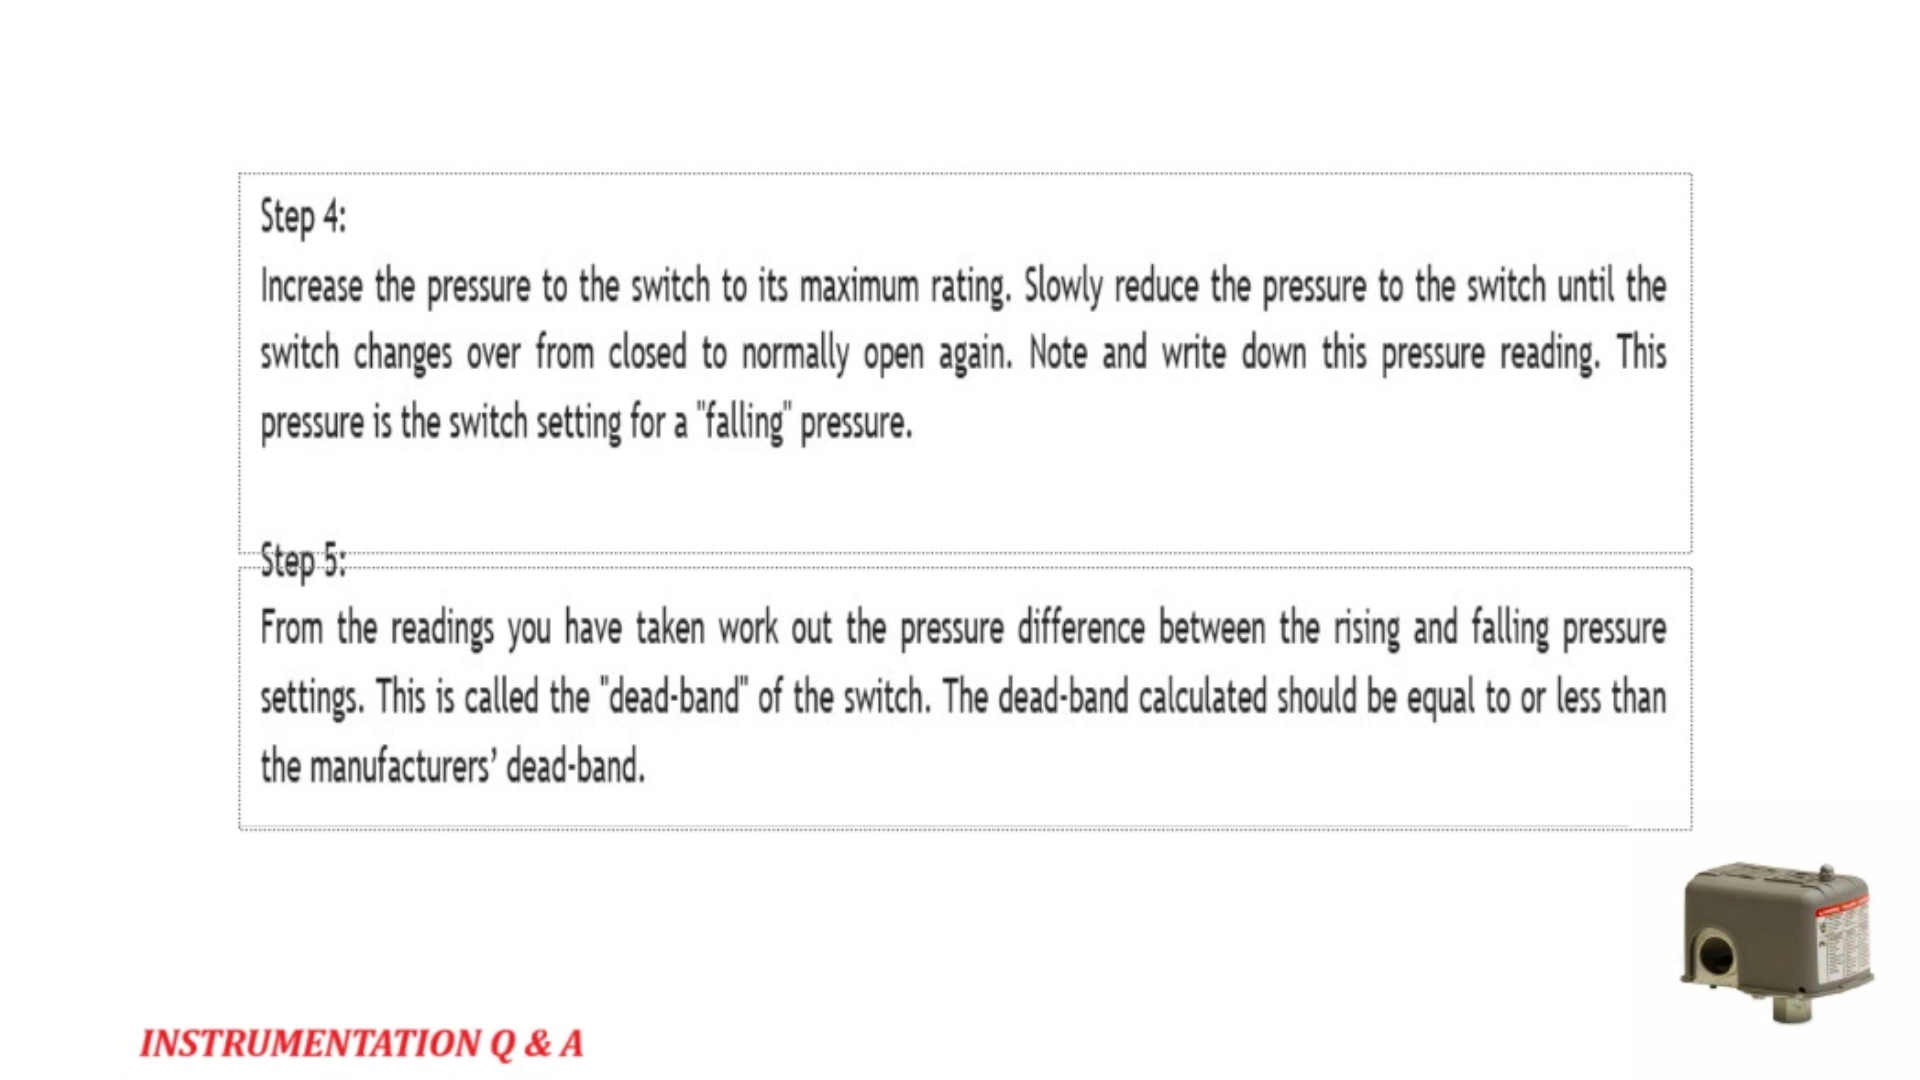 Step 4:
Increase the pressure to the switch to its maximum rating. Slowly reduce the pressure to the switch until the
switch changes over from closed to normally open again. Note and write down this pressure reading. This
pressure is the switch setting for a "falling" pressure.
Step 5:
From the readings you have taken work out the pressure difference between the rising and falling pressure
settings. This is called the "dead-band" of the switch. The dead-band calculated should be equal to or less than
the manufacturers’ dead-band.
INSTRUMENTATION Q & A